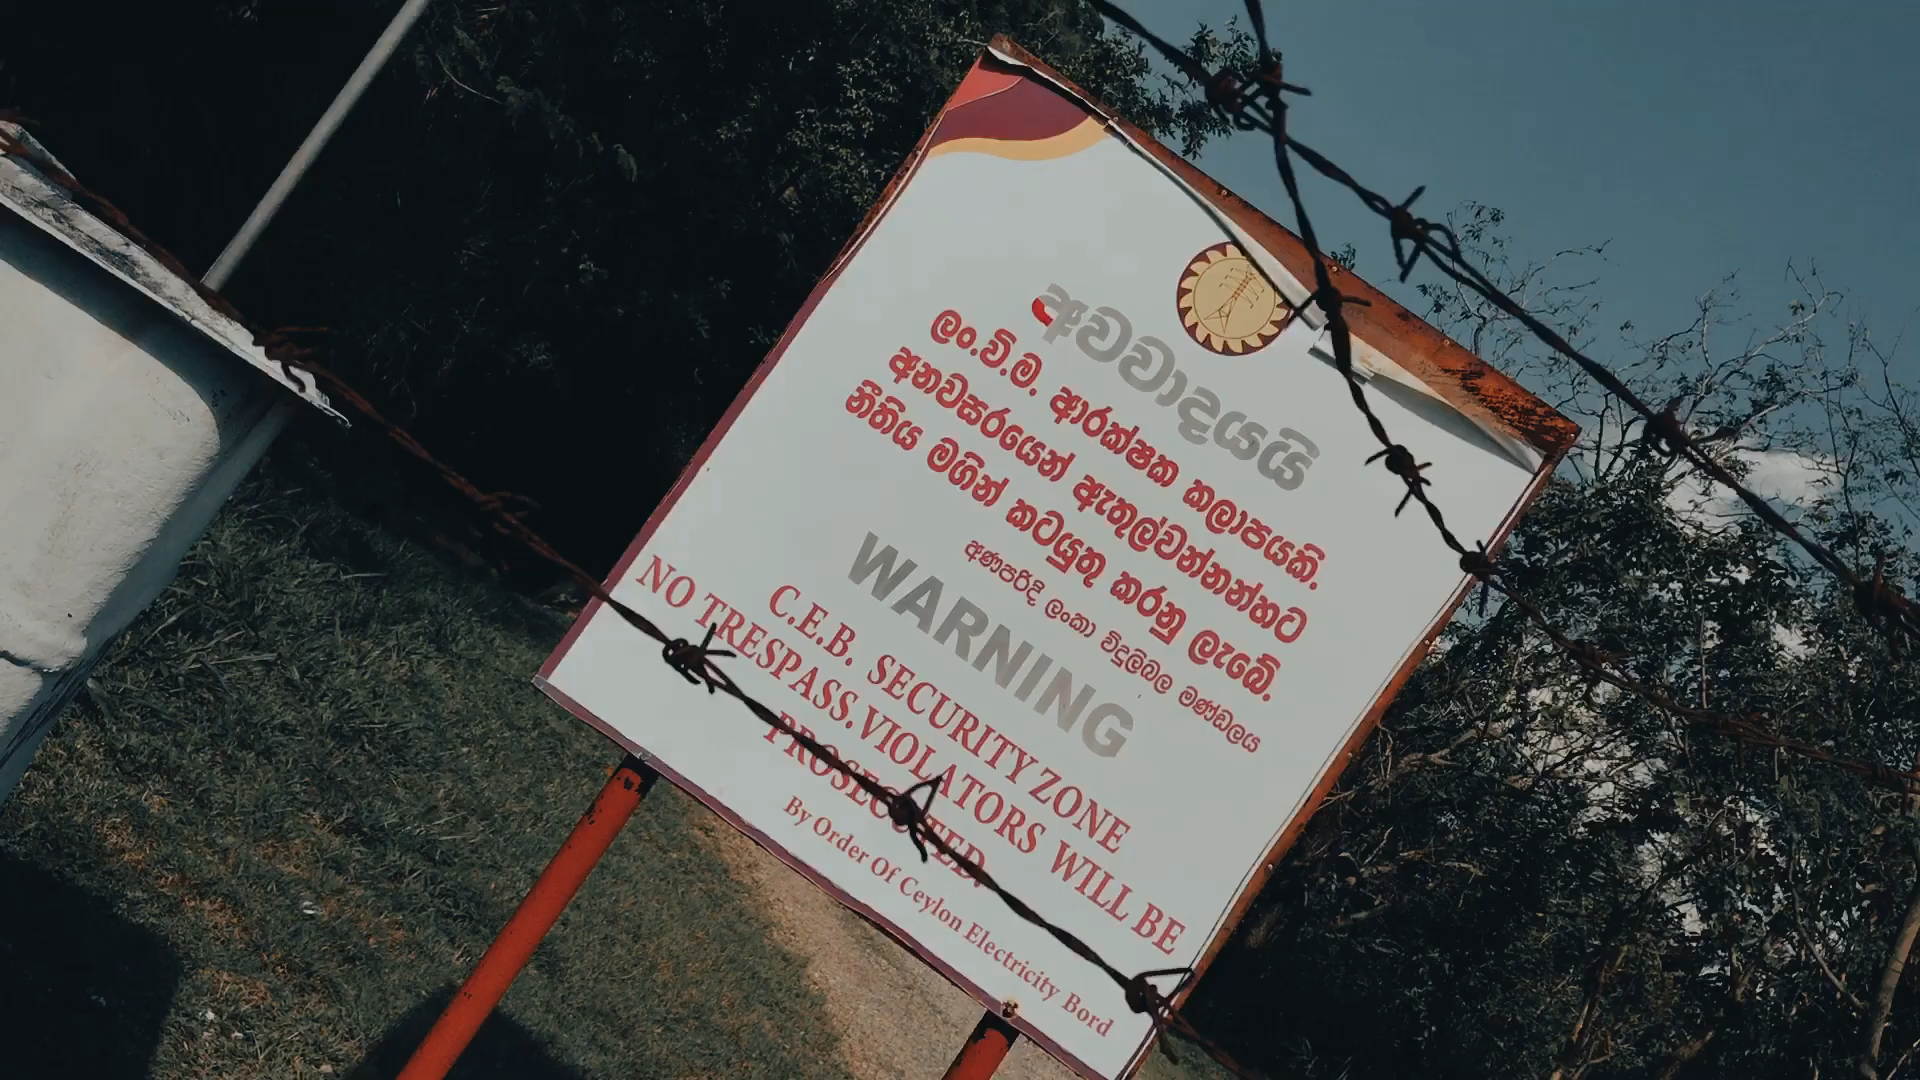 අවවාදයයි
ලං.වි.ම. ආරක්ෂක කලාපයකි.
අනවසරයෙන් ඇතුල්වන්නන්හට
නීතිය මගින් කටයුතු කරනු ලැබේ.
අණපරිදි ලංකා විදුලිබල මණ්ඩලය
WARNING
C.E.B. SECURITY ZONE
NO TRESPASS. VIOLATORS WILL BE
PROSECUTED.
By Order Of Ceylon Electricity Bord